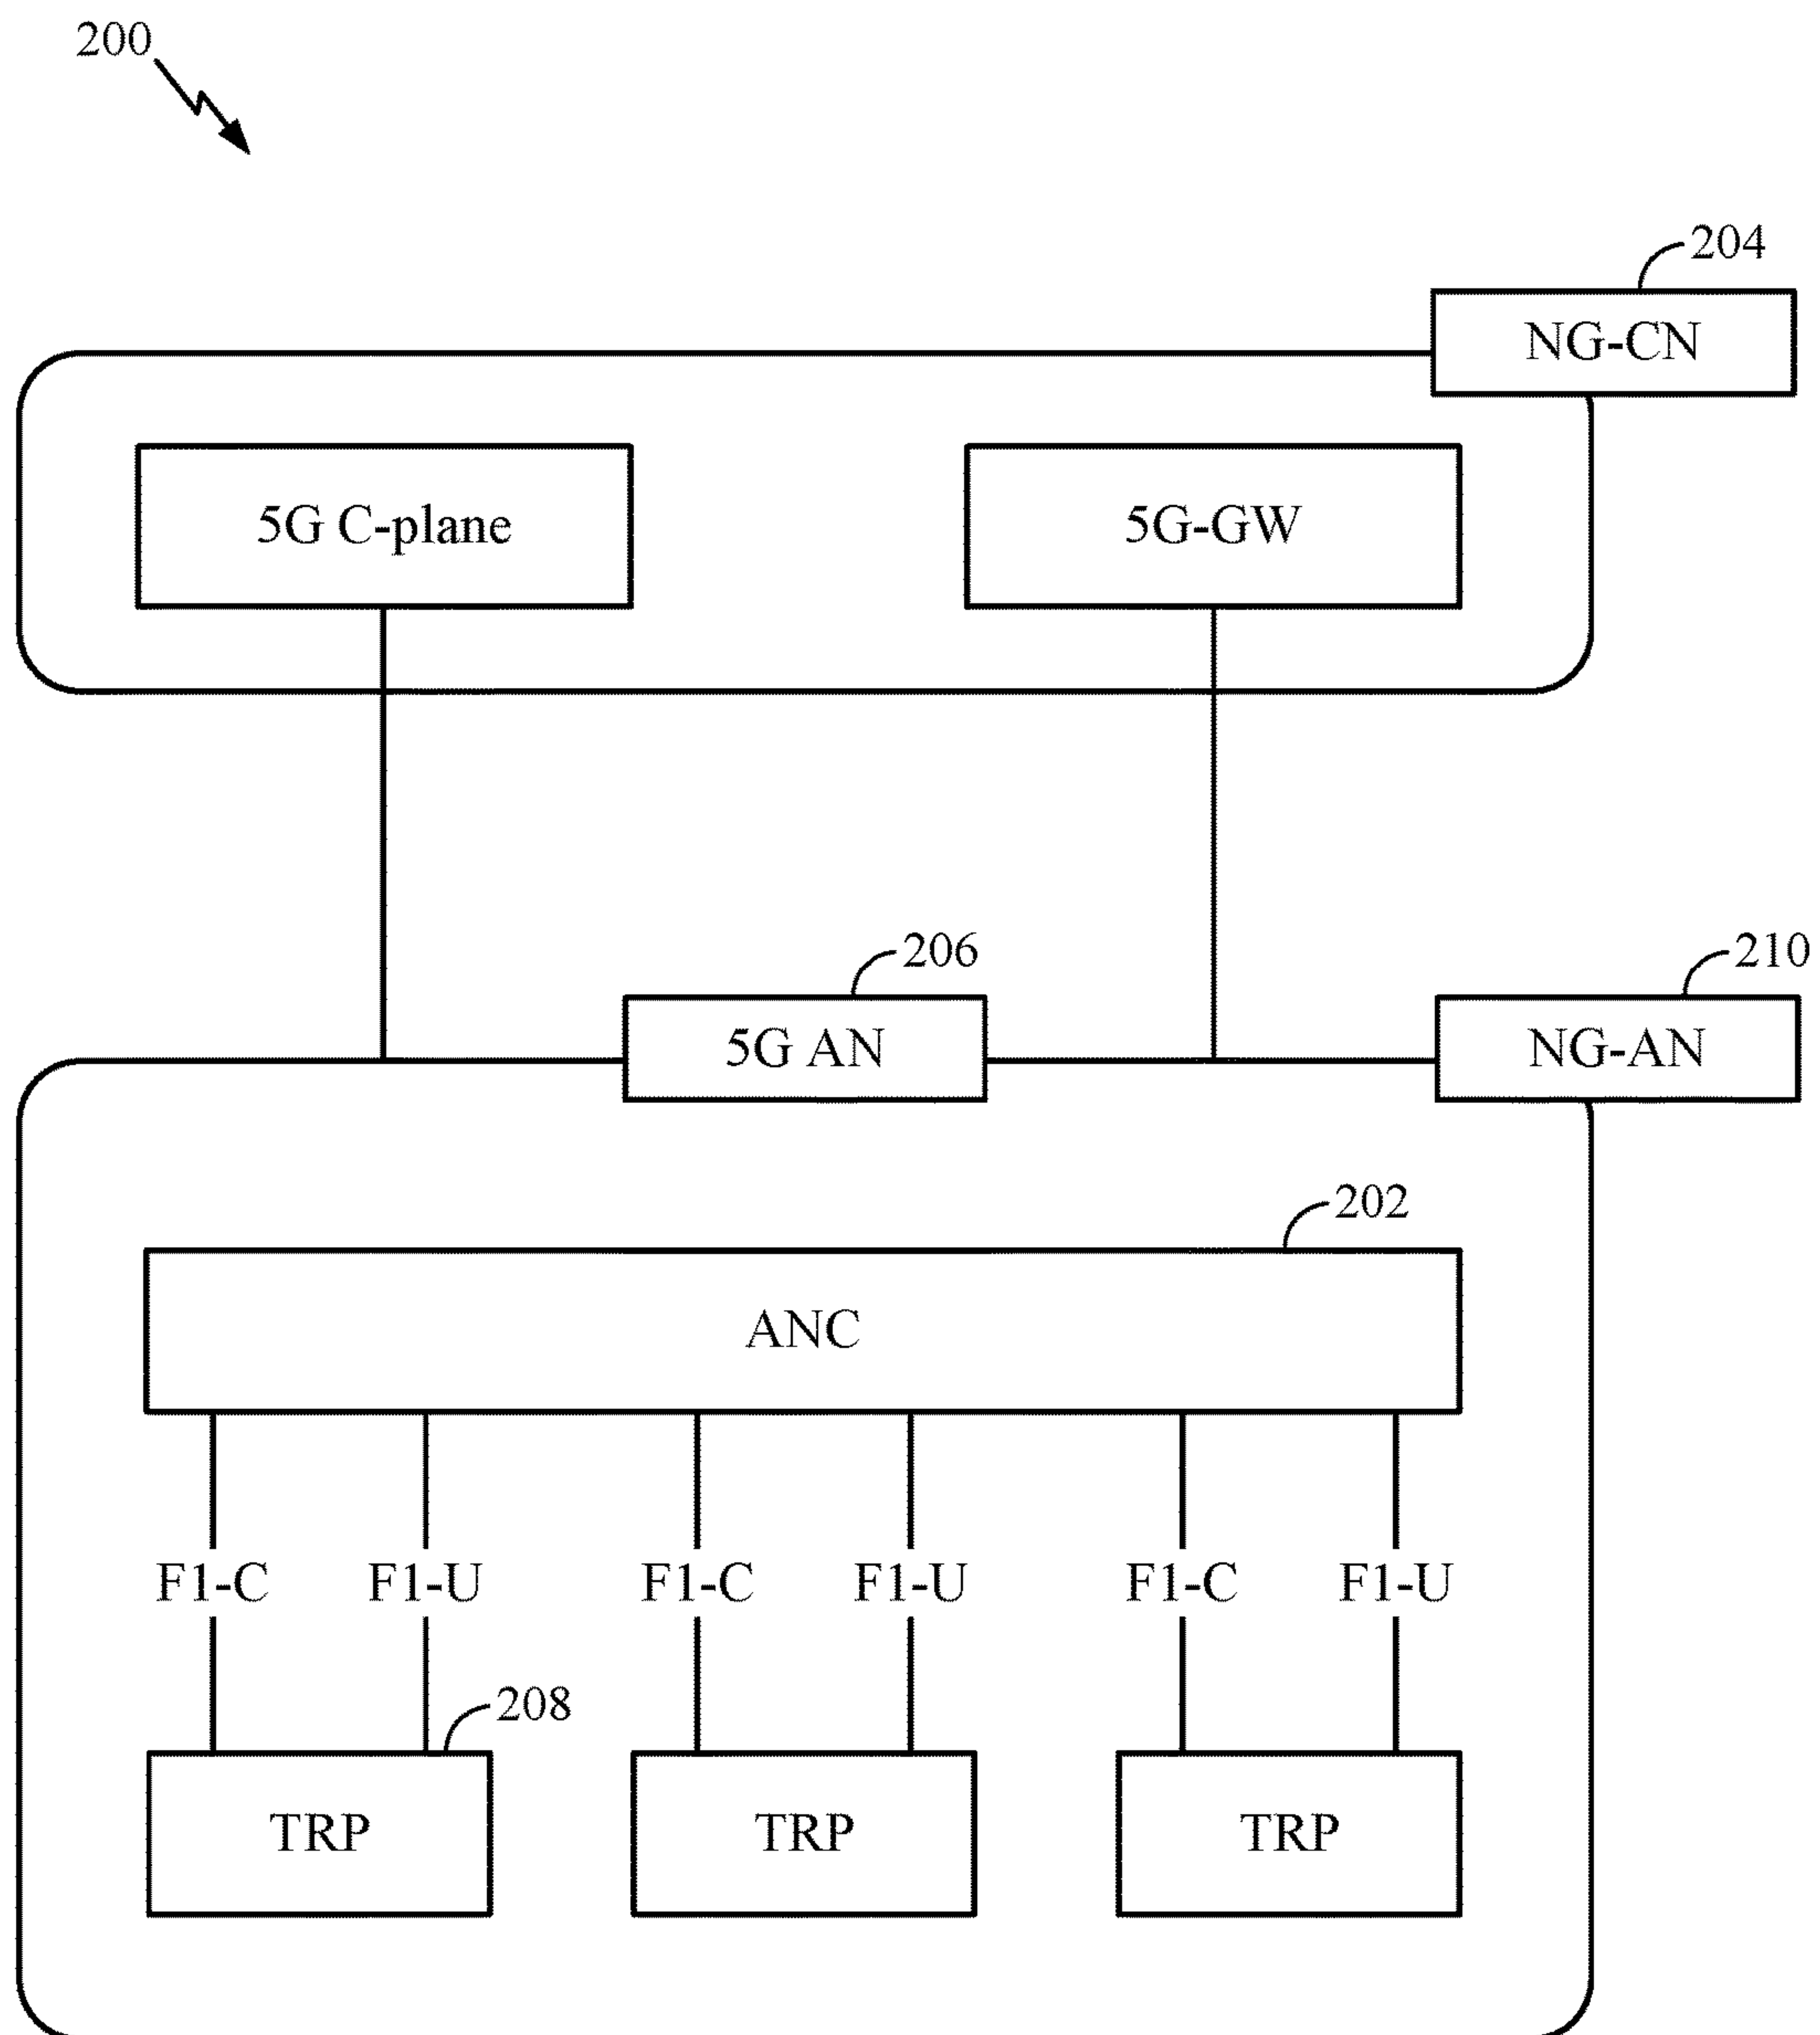 200
204
NG-CN
5G C-plane
5G-GW
206
210
5G AN
NG-AN
202
ANC
F1-C
F1-U
F1-C
F1-U
F1-C
F1-U
208
TRP
TRP
TRP